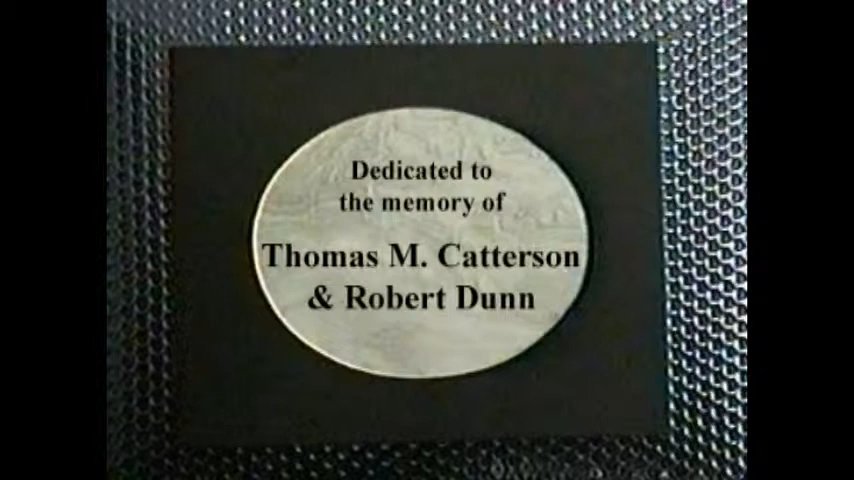 Dedicated to
the memory of
Thomas M. Catterson
& Robert Dunn